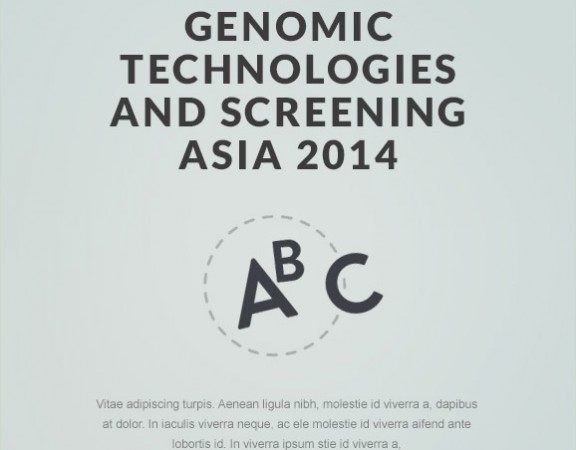 GENOMIC
TECHNOLOGIES
AND SCREENING
ASIA 2014
A B C
Vitae adipiscing turpis. Aenean ligula nibh, molestie id viverra a, dapibus
at dolor. In iaculis viverra neque, ac ele molestie id viverra aifend ante
lobortis id. In viverra ipsum stie id viverra a,